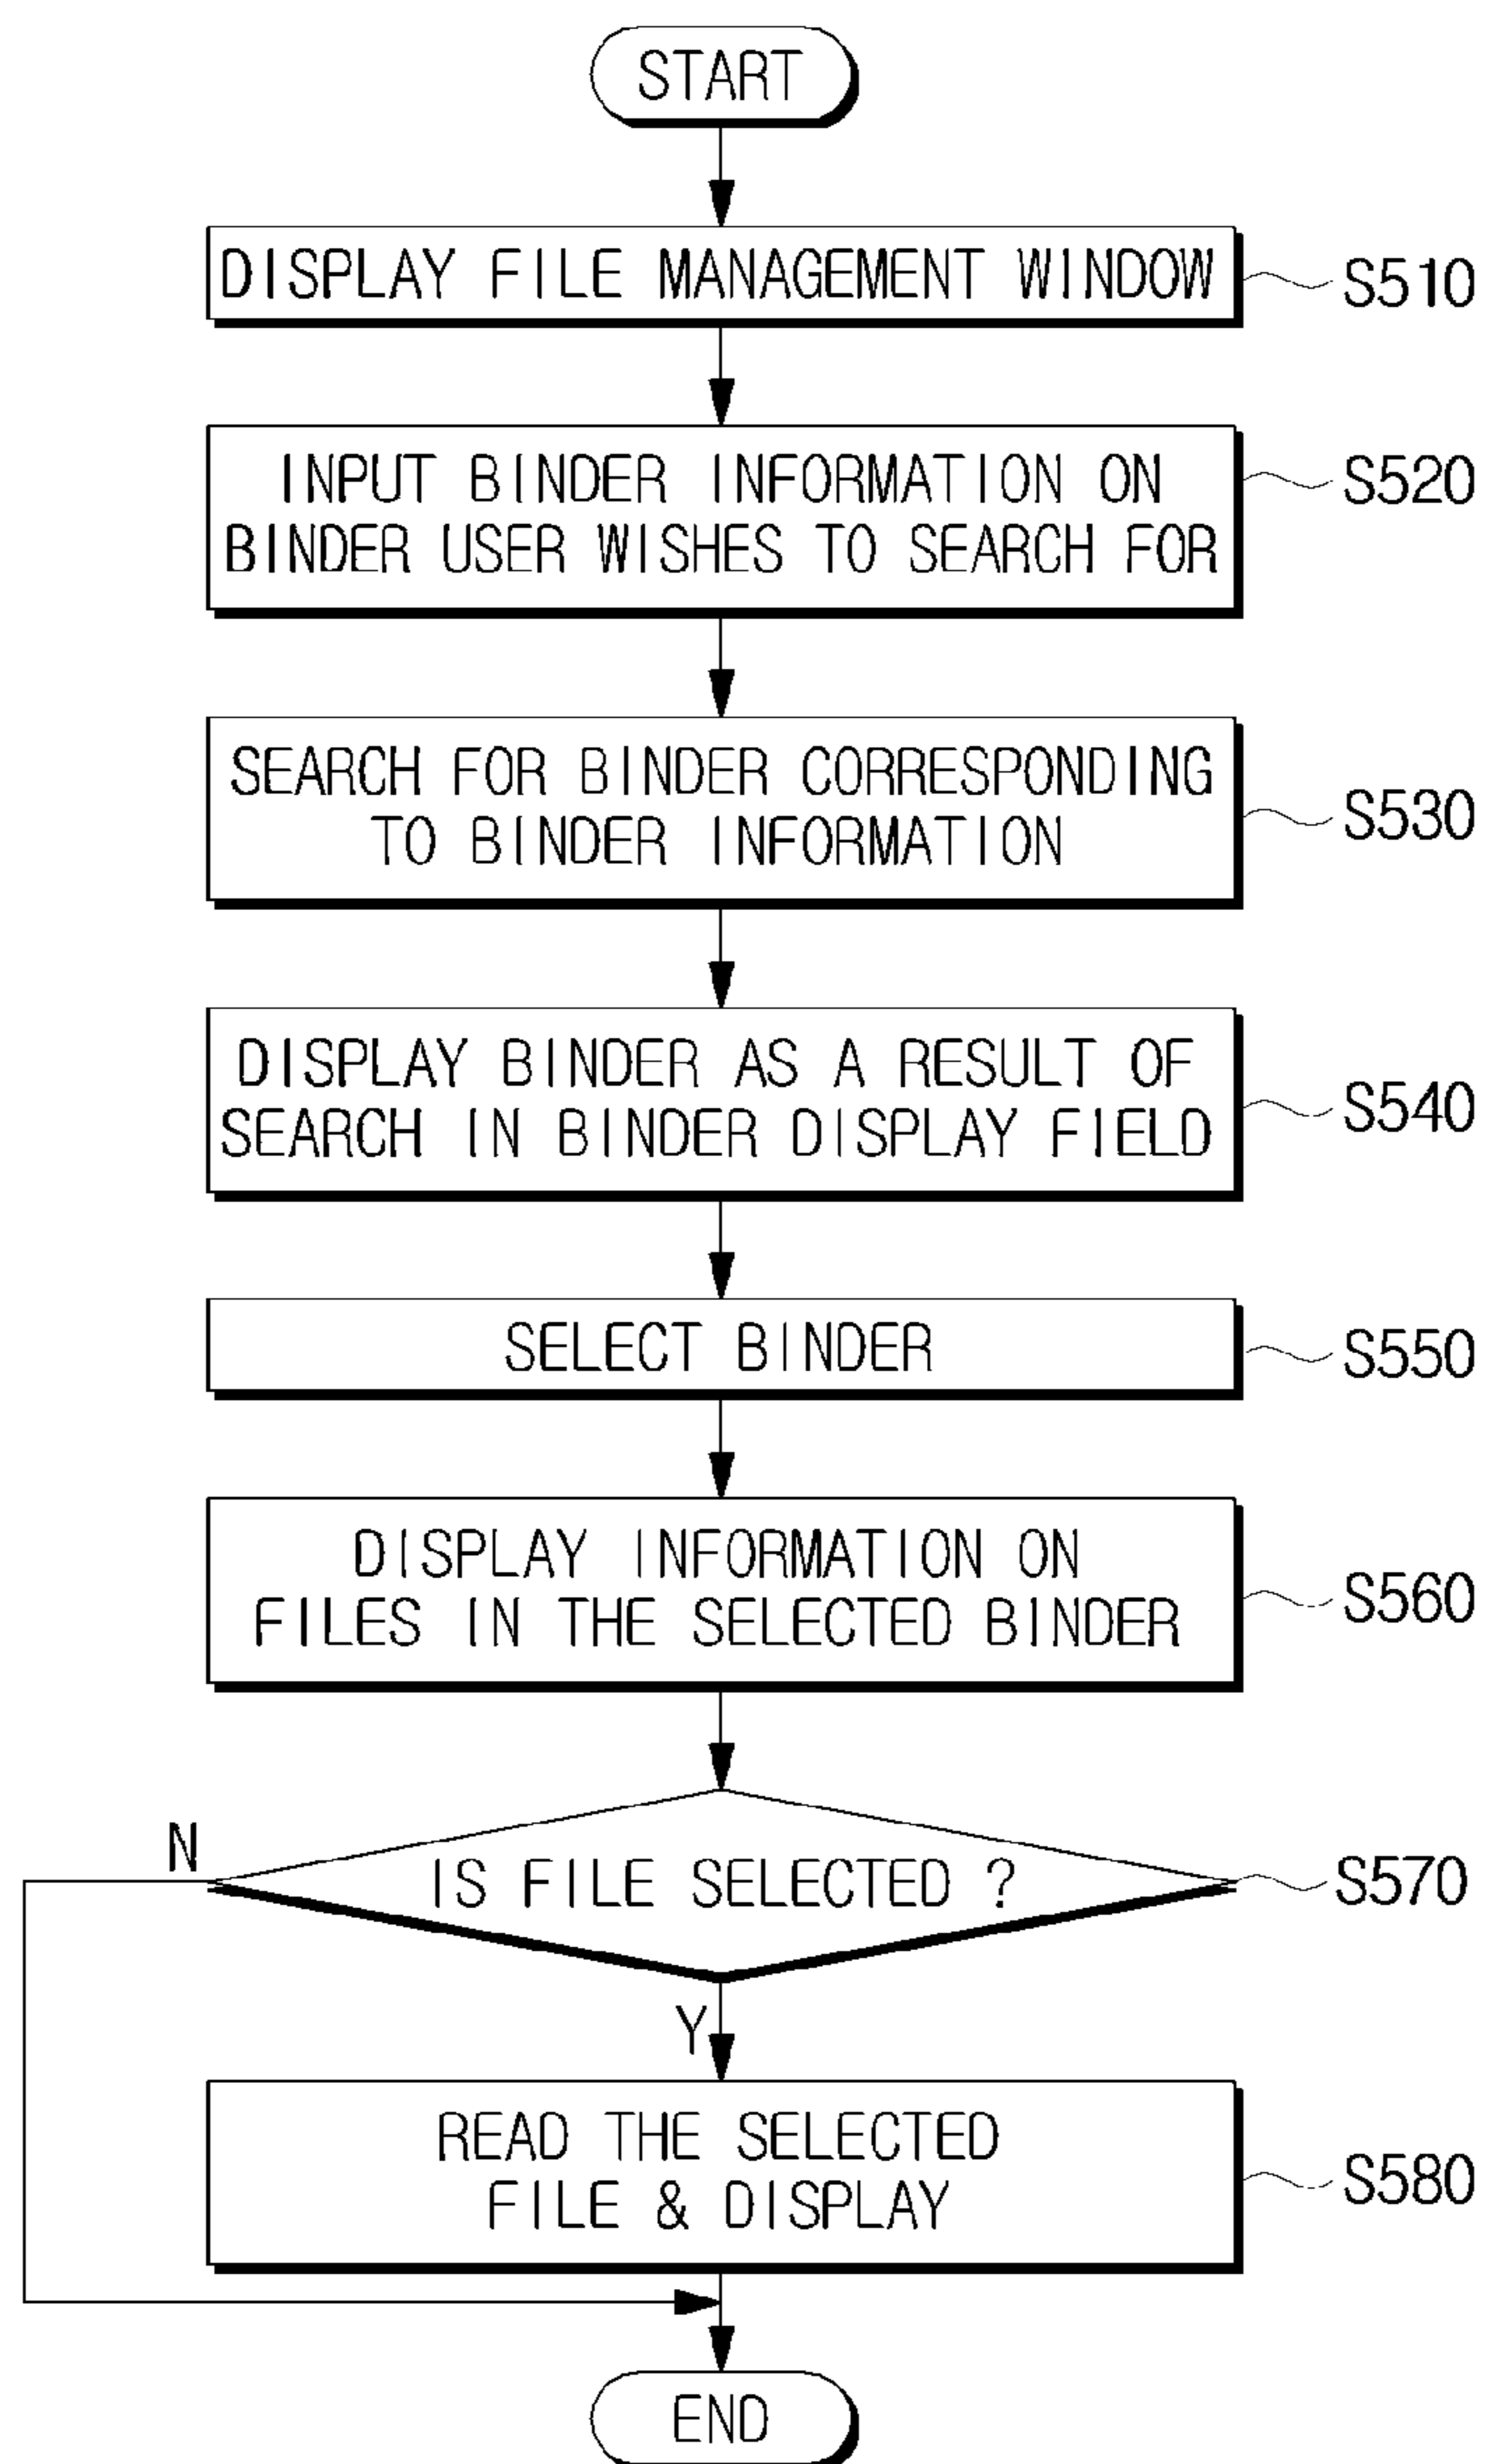 START
DISPLAY FILE MANAGEMENT WINDOW
S510
INPUT BINDER INFORMATION ON
BINDER USER WISHES TO SEARCH FOR
S520
SEARCH FOR BINDER CORRESPONDING
TO BINDER INFORMATION
S530
DISPLAY BINDER AS A RESULT OF
SEARCH IN BINDER DISPLAY FIELD
S540
SELECT BINDER
S550
DISPLAY INFORMATION ON
FILES IN THE SELECTED BINDER
S560
N
IS FILE SELECTED ?
S570
Y
READ THE SELECTED
FILE & DISPLAY
S580
END